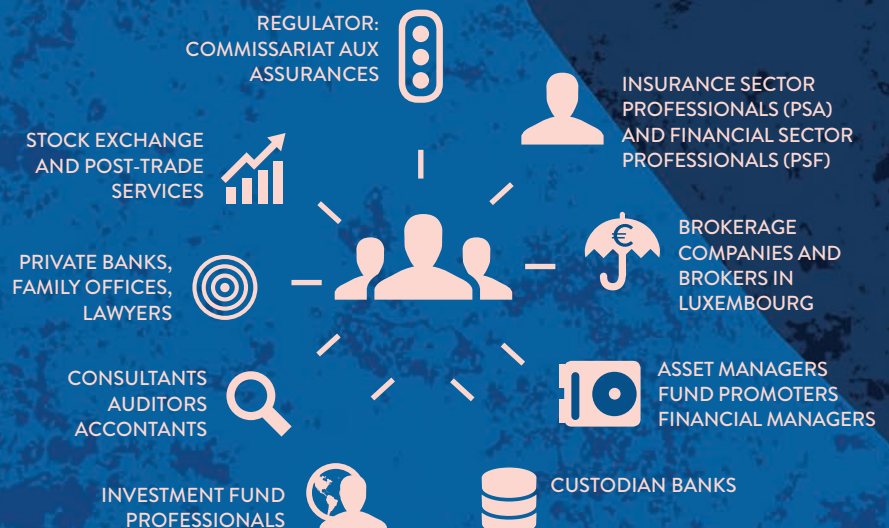 REGULATOR:
COMMISSARIAT AUX
ASSURANCES
INSURANCE SECTOR
PROFESSIONALS (PSA)
AND FINANCIAL SECTOR
PROFESSIONALS (PSF)
STOCK EXCHANGE
AND POST-TRADE
SERVICES
€
BROKERAGE
COMPANIES AND
BROKERS IN
LUXEMBOURG
PRIVATE BANKS,
FAMILY OFFICES,
LAWYERS
ASSET MANAGERS
FUND PROMOTERS
FINANCIAL MANAGERS
CONSULTANTS
AUDITORS
ACCONTANTS
CUSTODIAN BANKS
INVESTMENT FUND
PROFESSIONALS